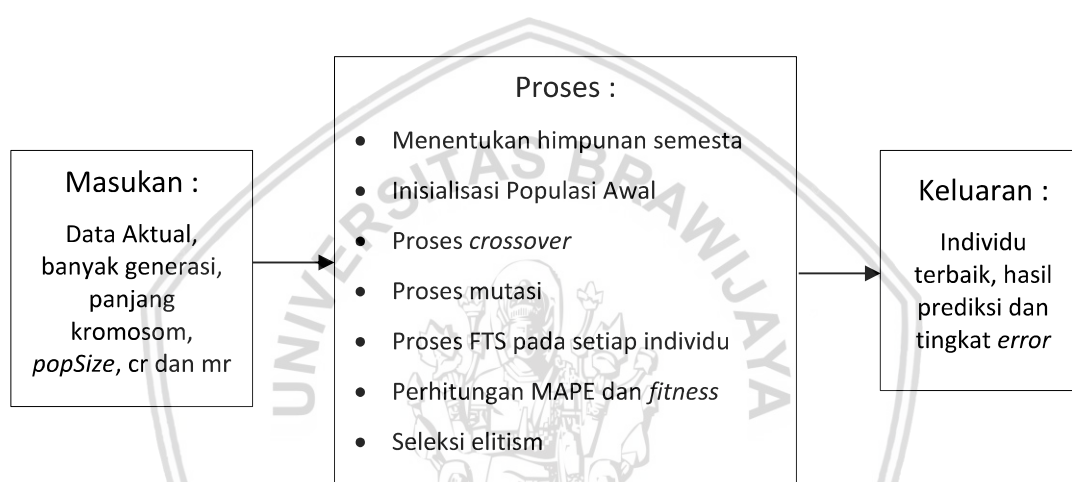 Masukan :
Data Aktual,
banyak generasi,
panjang
kromosom,
popSize, cr dan mr
Proses :
• Menentukan himpunan semesta
• Inisialisasi Populasi Awal
• Proses crossover
• Proses mutasi
• Proses FTS pada setiap individu
• Perhitungan MAPE dan fitness
• Seleksi elitism
Keluaran :
Individu
terbaik, hasil
prediksi dan
tingkat error
UNIVERSITAS BRAWIJAYA